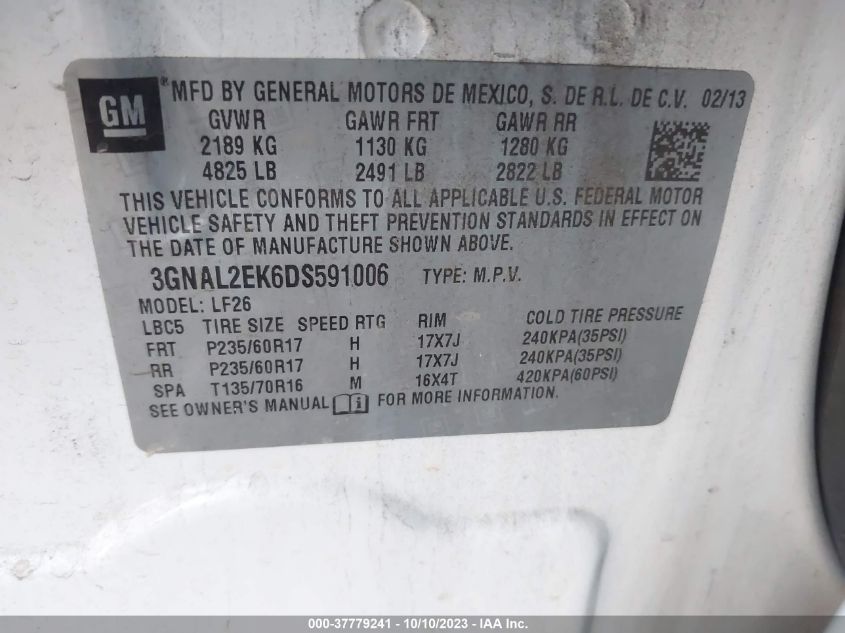 GM ® MFD BY GENERAL MOTORS DE MEXICO, S. DE R.L. DE C.V. 02/13
GVWR GAWR FRT GAWR RR
2189 KG 1130 KG 1280 KG
4825 LB 2491 LB 2822 LB
THIS VEHICLE CONFORMS TO ALL APPLICABLE U.S. FEDERAL MOTOR
VEHICLE SAFETY AND THEFT PREVENTION STANDARDS IN EFFECT ON
THE DATE OF MANUFACTURE SHOWN ABOVE.
3GNAL2EK6DS591006 TYPE: M.P.V.
MODEL: LF26
LBC5 TIRE SIZE SPEED RTG RIM COLD TIRE PRESSURE
FRT P235/60R17 H 17X7J 240KPA(35PSI)
RR P235/60R17 H 17X7J 240KPA(35PSI)
SPA T135/70R16 M 16X4T 420KPA(60PSI)
SEE OWNER'S MANUAL i FOR MORE INFORMATION.
000-37779241 - 10/10/2023 - IAA Inc.